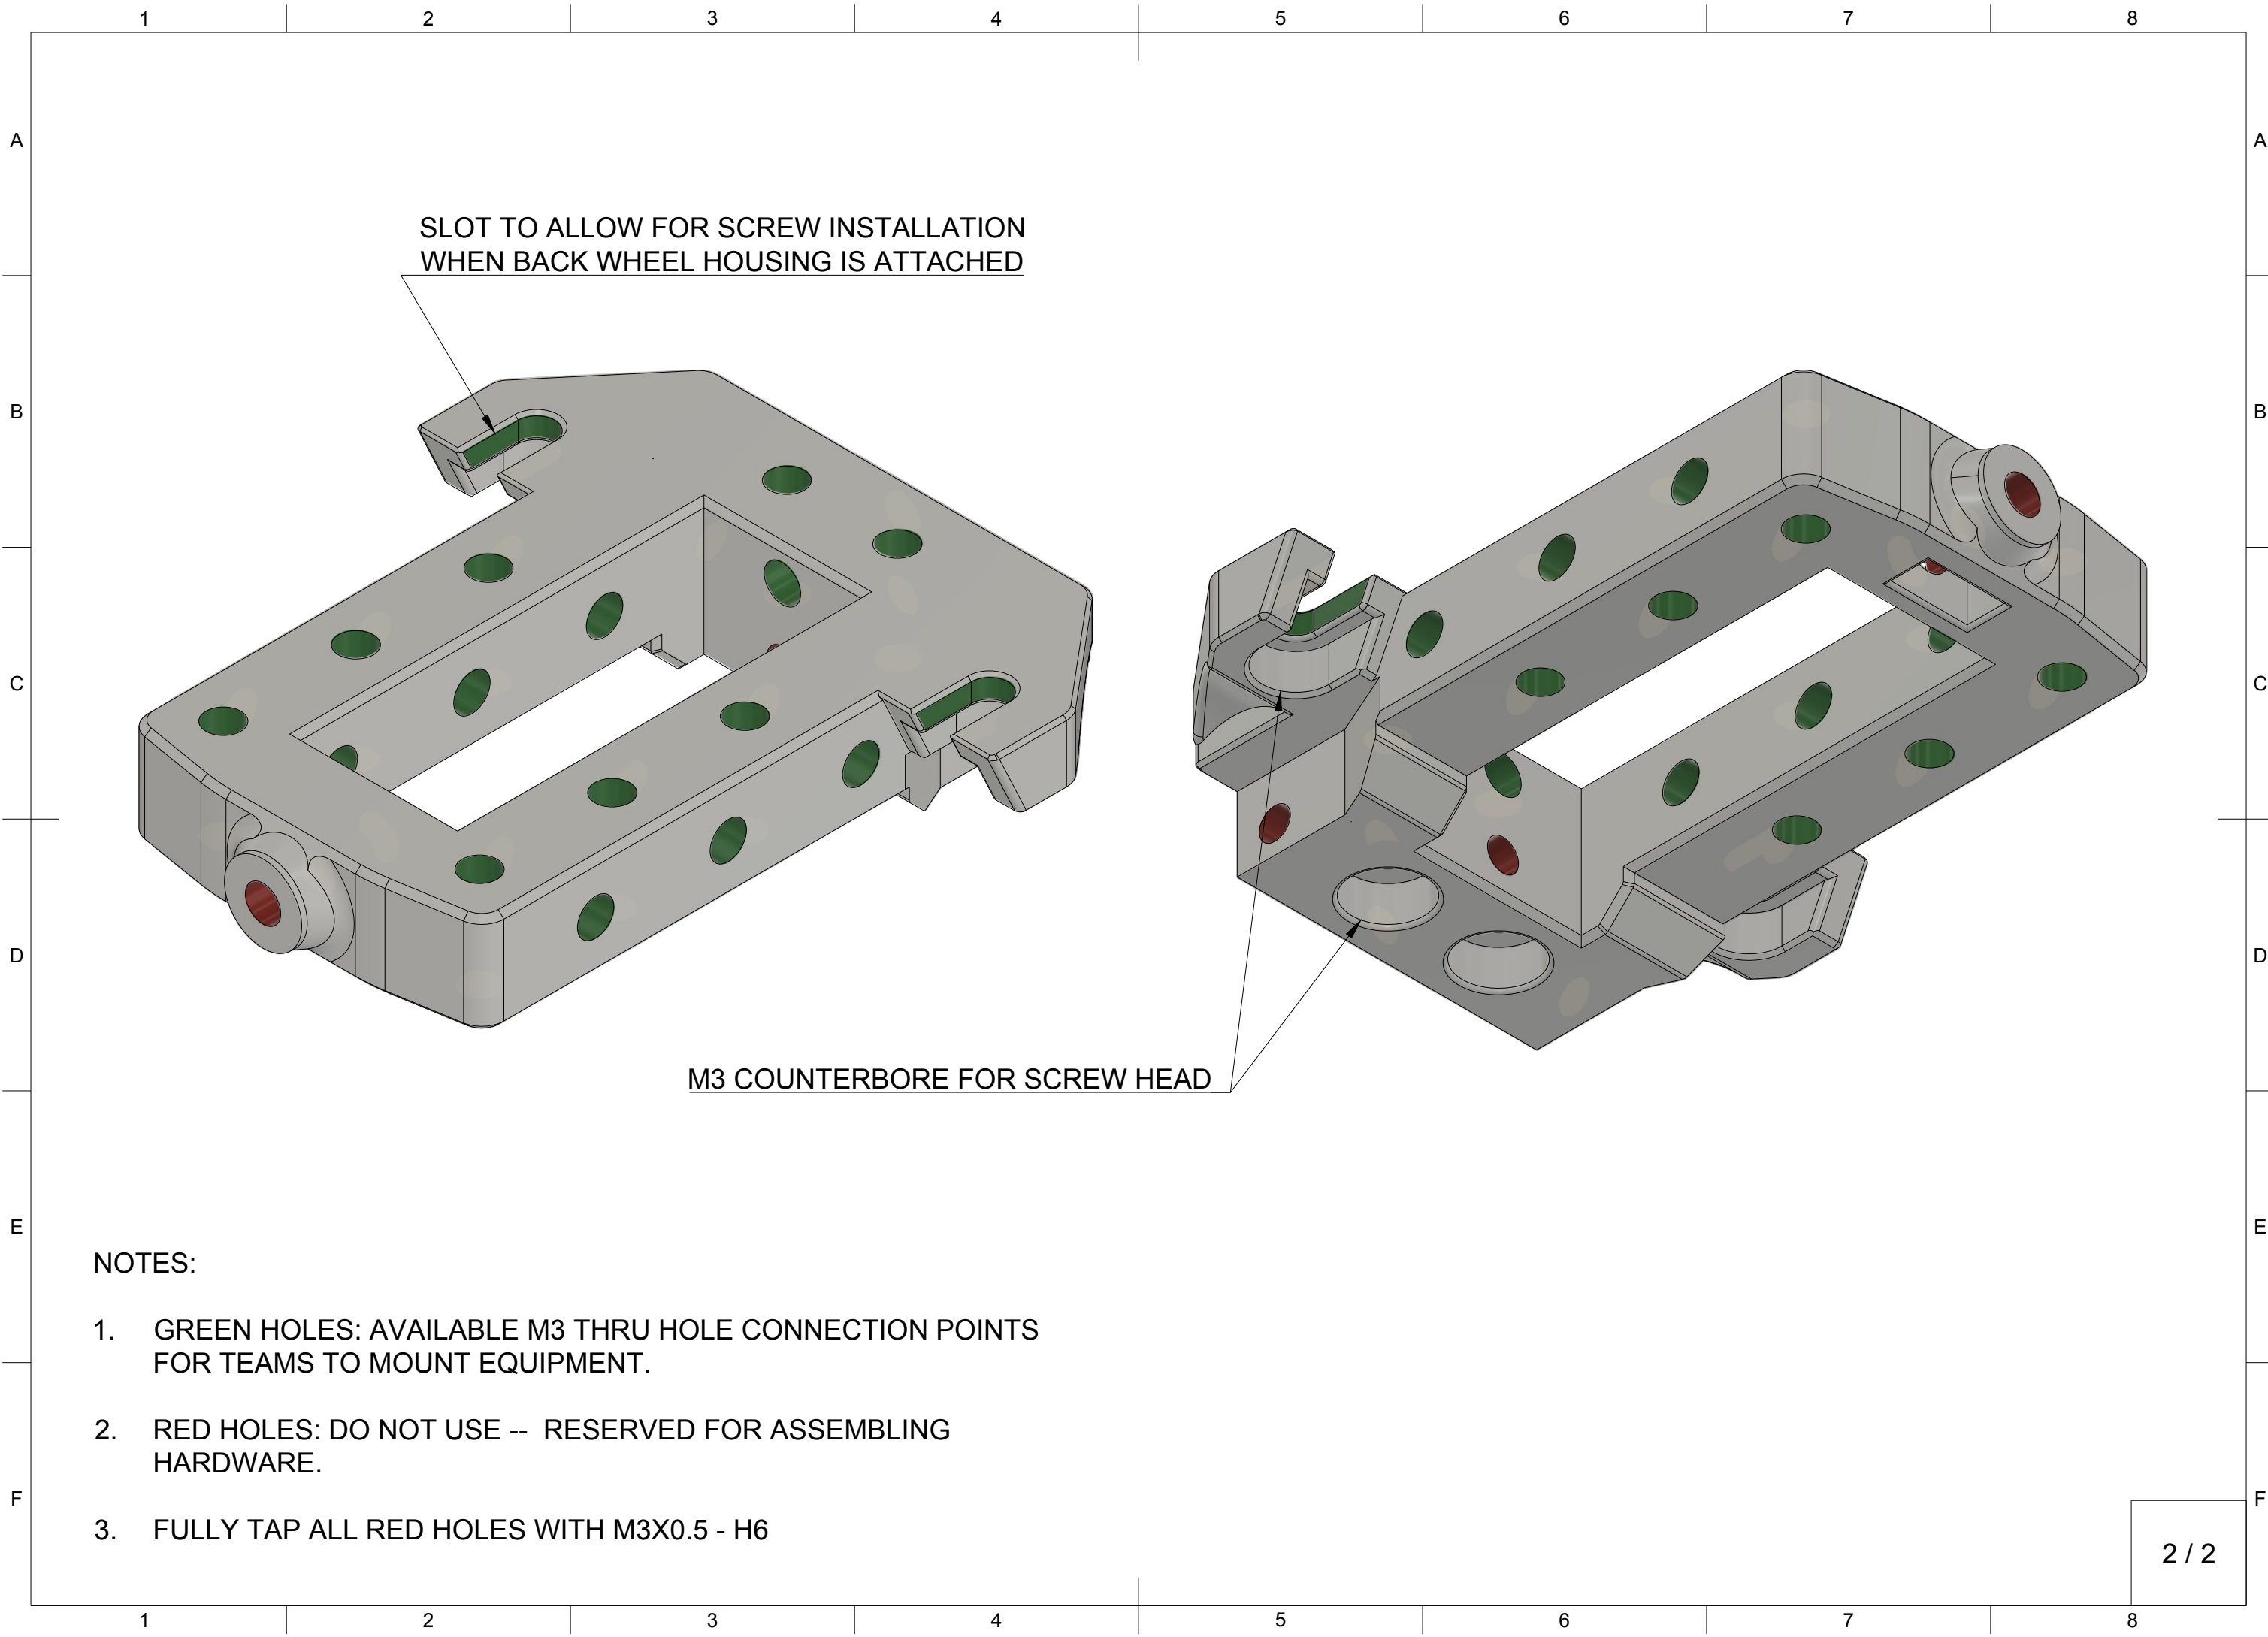 1 2 3 4 5 6 7 8
A A
SLOT TO ALLOW FOR SCREW INSTALLATION
WHEN BACK WHEEL HOUSING IS ATTACHED
B B
C C
D D
M3 COUNTERBORE FOR SCREW HEAD
E E
NOTES:
1. GREEN HOLES: AVAILABLE M3 THRU HOLE CONNECTION POINTS
FOR TEAMS TO MOUNT EQUIPMENT.
2. RED HOLES: DO NOT USE -- RESERVED FOR ASSEMBLING
HARDWARE.
F F
3. FULLY TAP ALL RED HOLES WITH M3X0.5 - H6
2 / 2
1 2 3 4 5 6 7 8